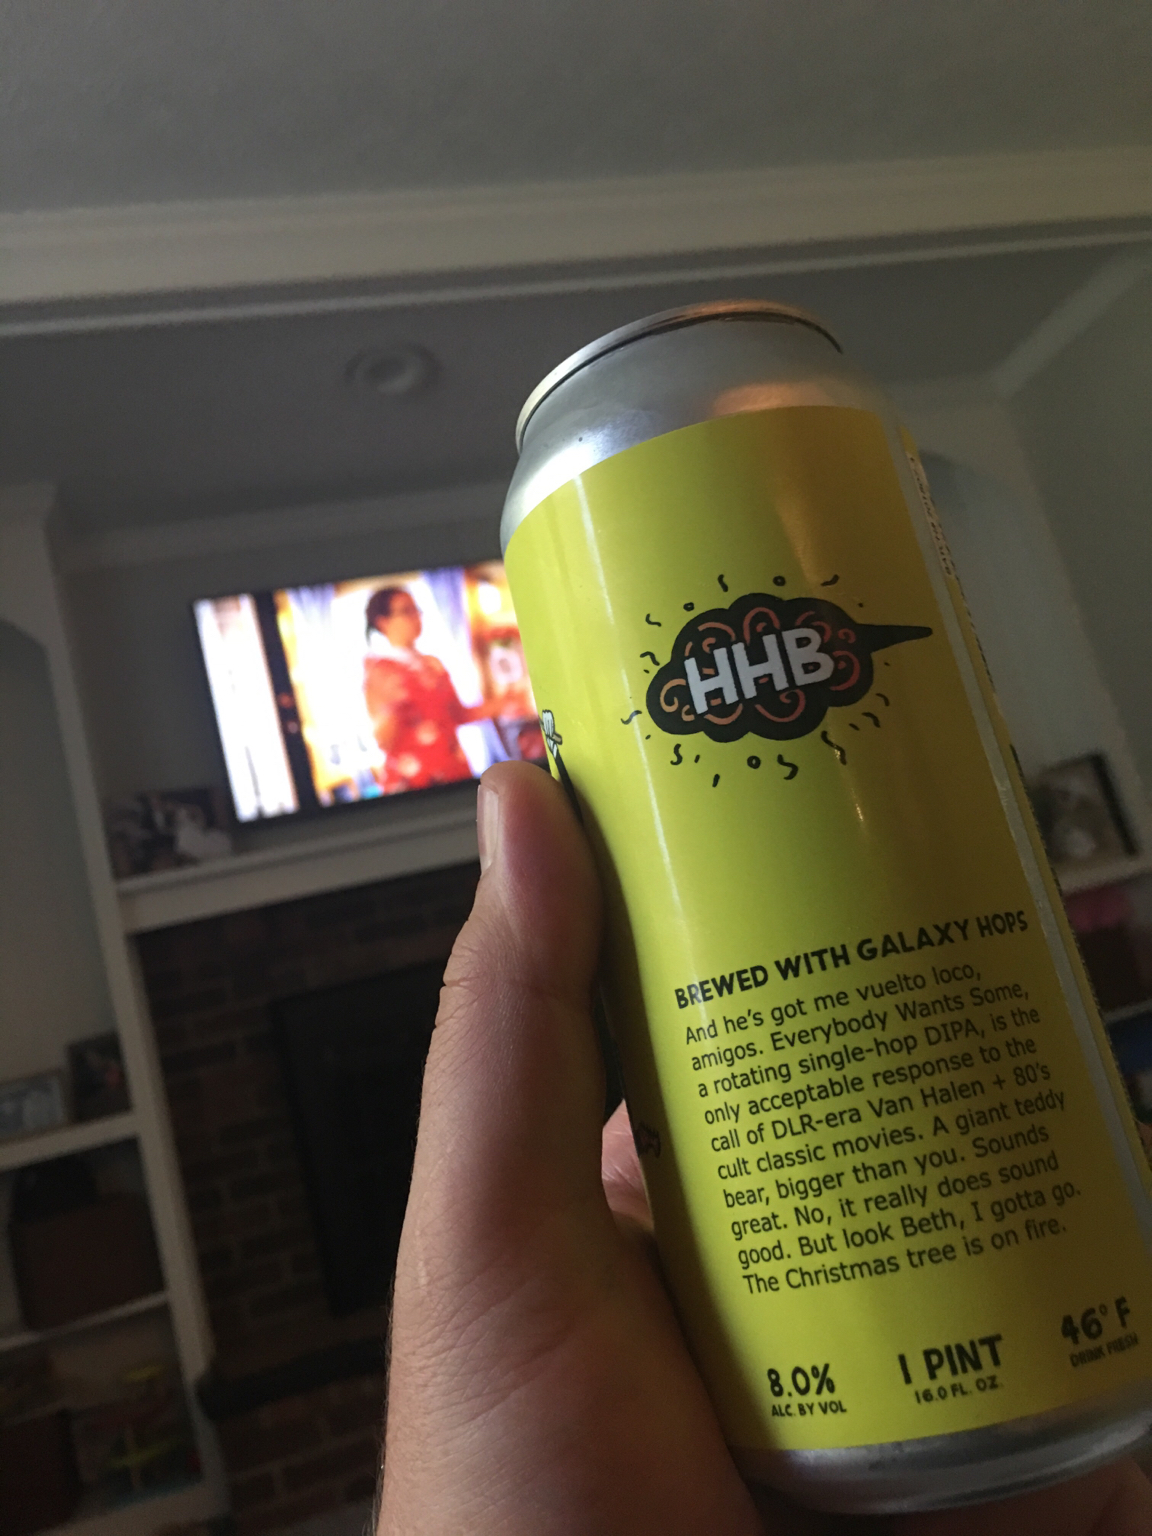 HHB
BREWED WITH GALAXY HOPS
And he's got me vuelto loco,
amigos. Everybody Wants Some,
a rotating single-hop DIPA, is the
only acceptable response to the
call of DLR-era Van Halen + 80's
cult classic movies. A giant teddy
bear, bigger than you. Sounds
great. No, it really does sound
good. But look Beth, I gotta go.
The Christmas tree is on fire.
8.0%
ALC. BY VOL
1 PINT
16.0 FL. OZ.
46° F
DRINK FRESH